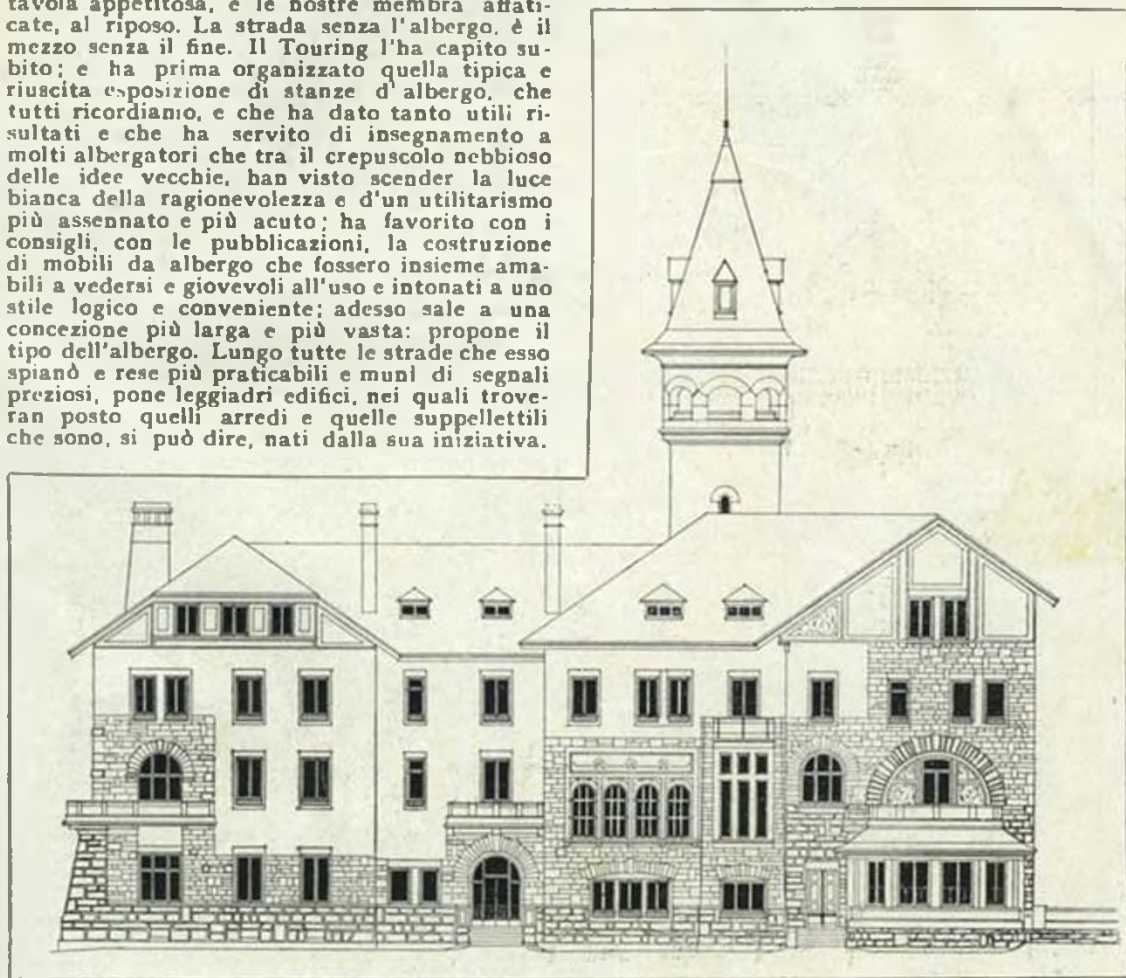 tavola appetitosa, e le nostre membra affati-
cate, al riposo. La strada senza l'albergo, è il
mezzo senza il fine. Il Touring l'ha capito su-
bito; e ha prima organizzato quella tipica e
riuscita esposizione di stanze d'albergo, che
tutti ricordiamo, e che ha dato tanto utili ri-
sultati e che ha servito di insegnamento a
molti albergatori che tra il crepuscolo nebbioso
delle idee vecchie, han visto scender la luce
bianca della ragionevolezza e d'un utilitarismo
più assennato e più acuto; ha favorito con i
consigli, con le pubblicazioni, la costruzione
di mobili da albergo che fossero insieme ama-
bili a vedersi e giovevoli all'uso e intonati a uno
stile logico e conveniente; adesso sale a una
concezione più larga e più vasta: propone il
tipo dell'albergo. Lungo tutte le strade che esso
spianò e rese più praticabili e munì di segnali
preziosi, pone leggiadri edifici, nei quali trove-
ran posto quelli arredi e quelle suppellettili
che sono, si può dire, nati dalla sua iniziativa.